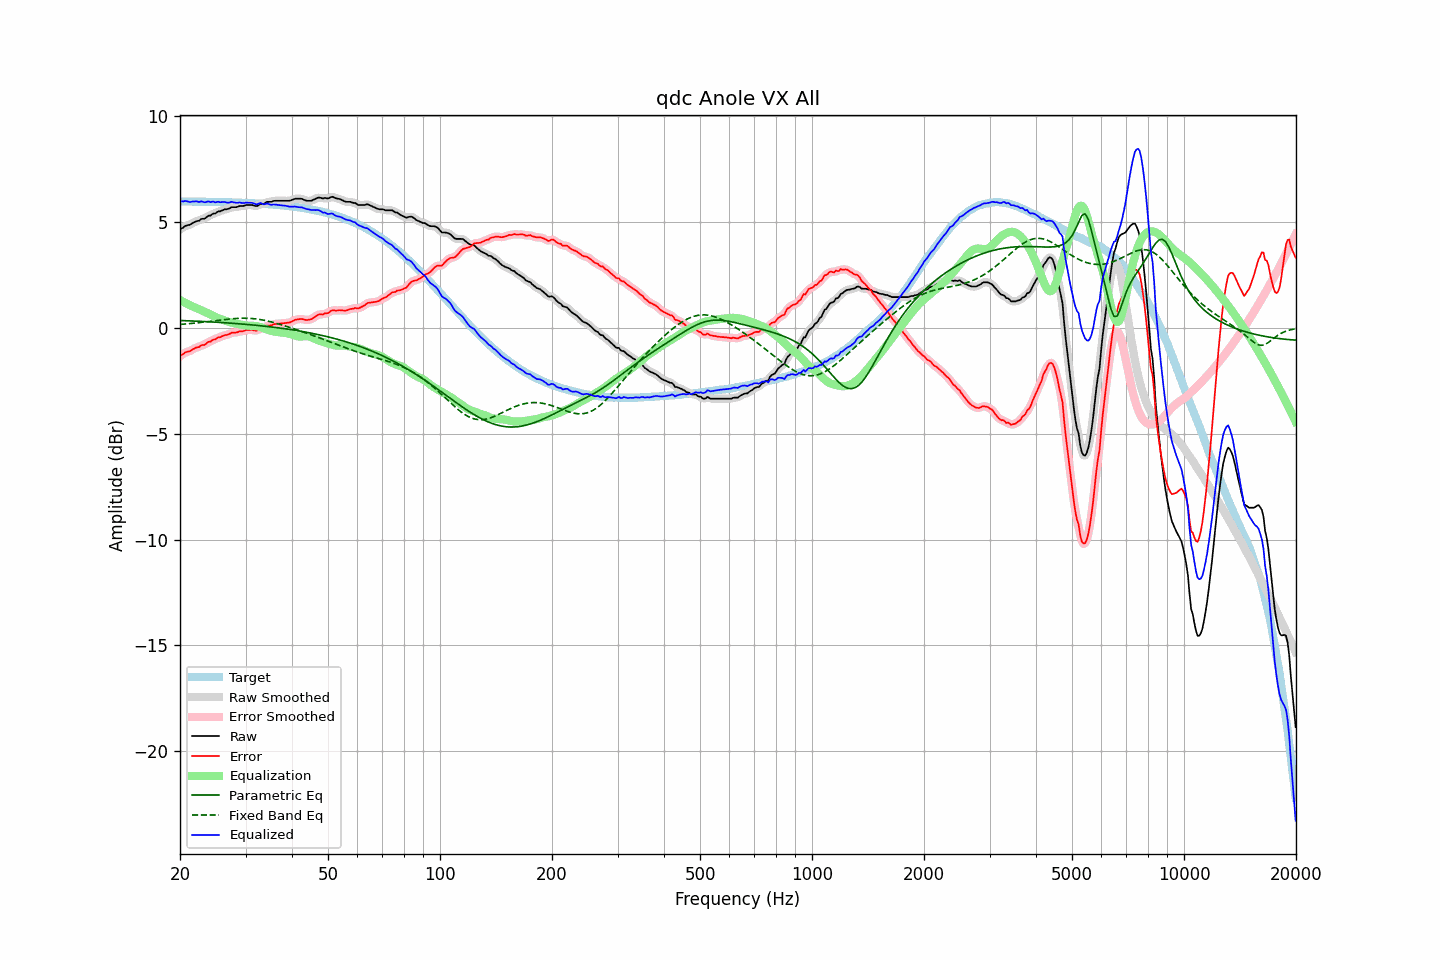 qdc Anole VX All
10
5
0
−5
−10
−15
−20
Amplitude (dBr)
Target
Raw Smoothed
Error Smoothed
Raw
Error
Equalization
Parametric Eq
Fixed Band Eq
Equalized
20 50 100 200 500 1000 2000 5000 10000 20000
Frequency (Hz)